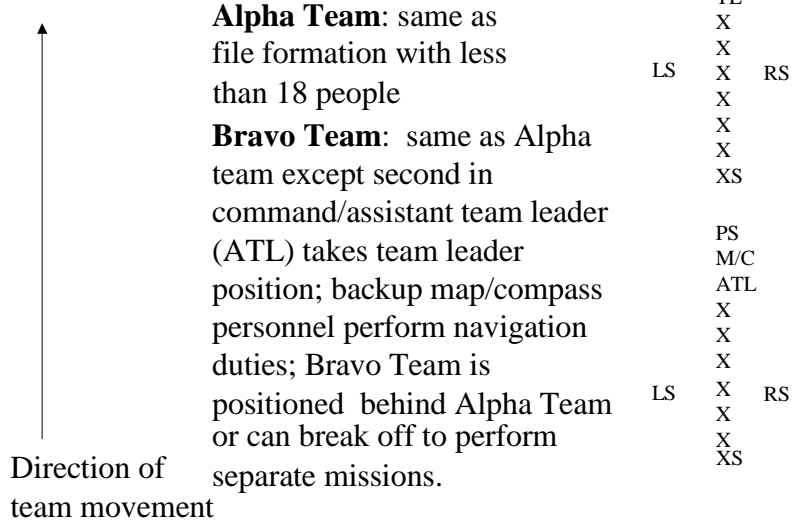 Alpha Team: same as
file formation with less
than 18 people
Bravo Team: same as Alpha
team except second in
command/assistant team leader
(ATL) takes team leader
position; backup map/compass
personnel perform navigation
duties; Bravo Team is
positioned behind Alpha Team
or can break off to perform
separate missions.
Direction of
team movement
X
X
LS X RS
X
X
X
XS
PS
M/C
ATL
X
X
X
LS X RS
X
X
XS